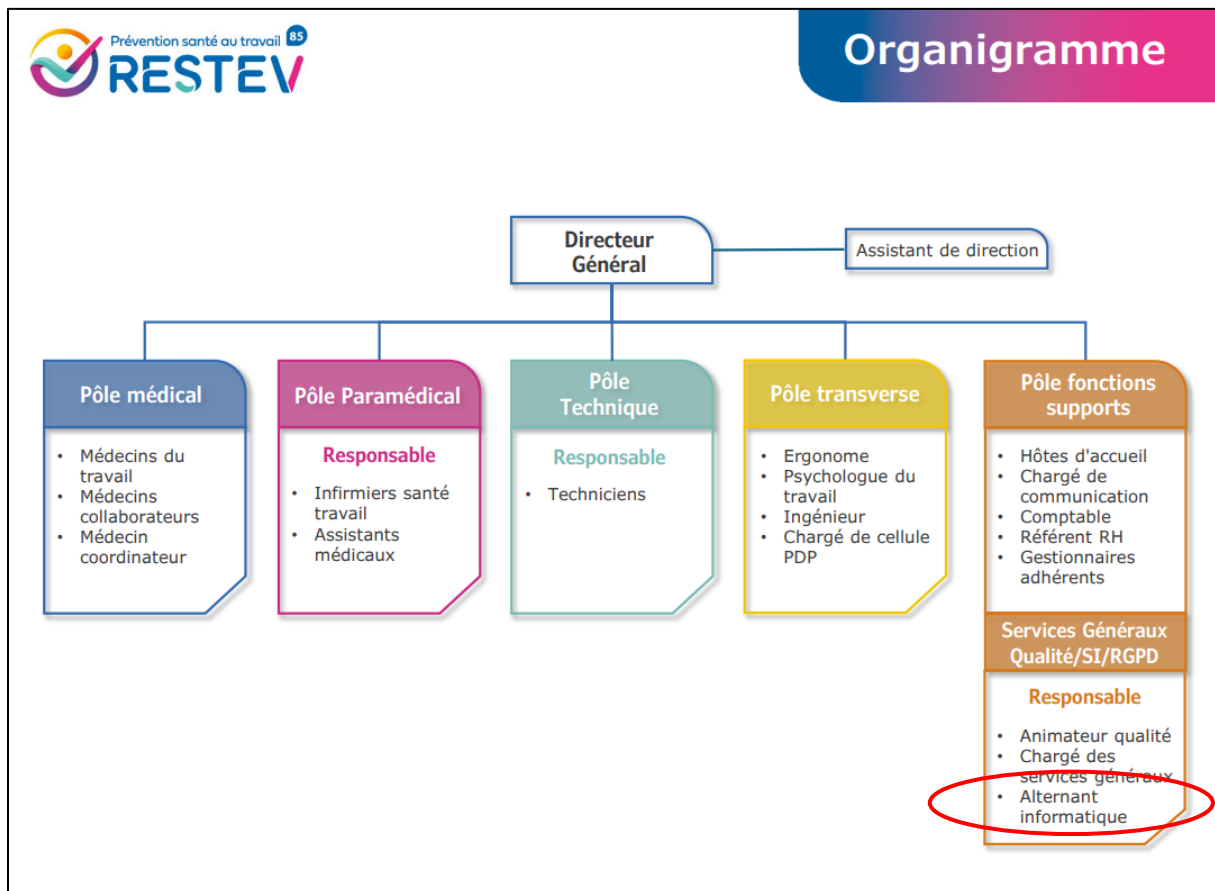 Prévention santé au travail 85
RESTEV
Organigramme
Directeur
Général
Assistant de direction
Pôle médical
• Médecins du
travail
• Médecins
collaborateurs
• Médecin
coordinateur
Pôle Paramédical
Responsable
• Infirmiers santé
travail
• Assistants
médicaux
Pôle
Technique
Responsable
• Techniciens
Pôle transverse
• Ergonome
• Psychologue du
travail
• Ingénieur
• Chargé de cellule
PDP
Pôle fonctions
supports
• Hôtes d'accueil
• Chargé de
communication
• Comptable
• Référent RH
• Gestionnaires
adhérents
Services Généraux
Qualité/SI/RGPD
Responsable
• Animateur qualité
• Chargé des
services généraux
• Alternant
informatique